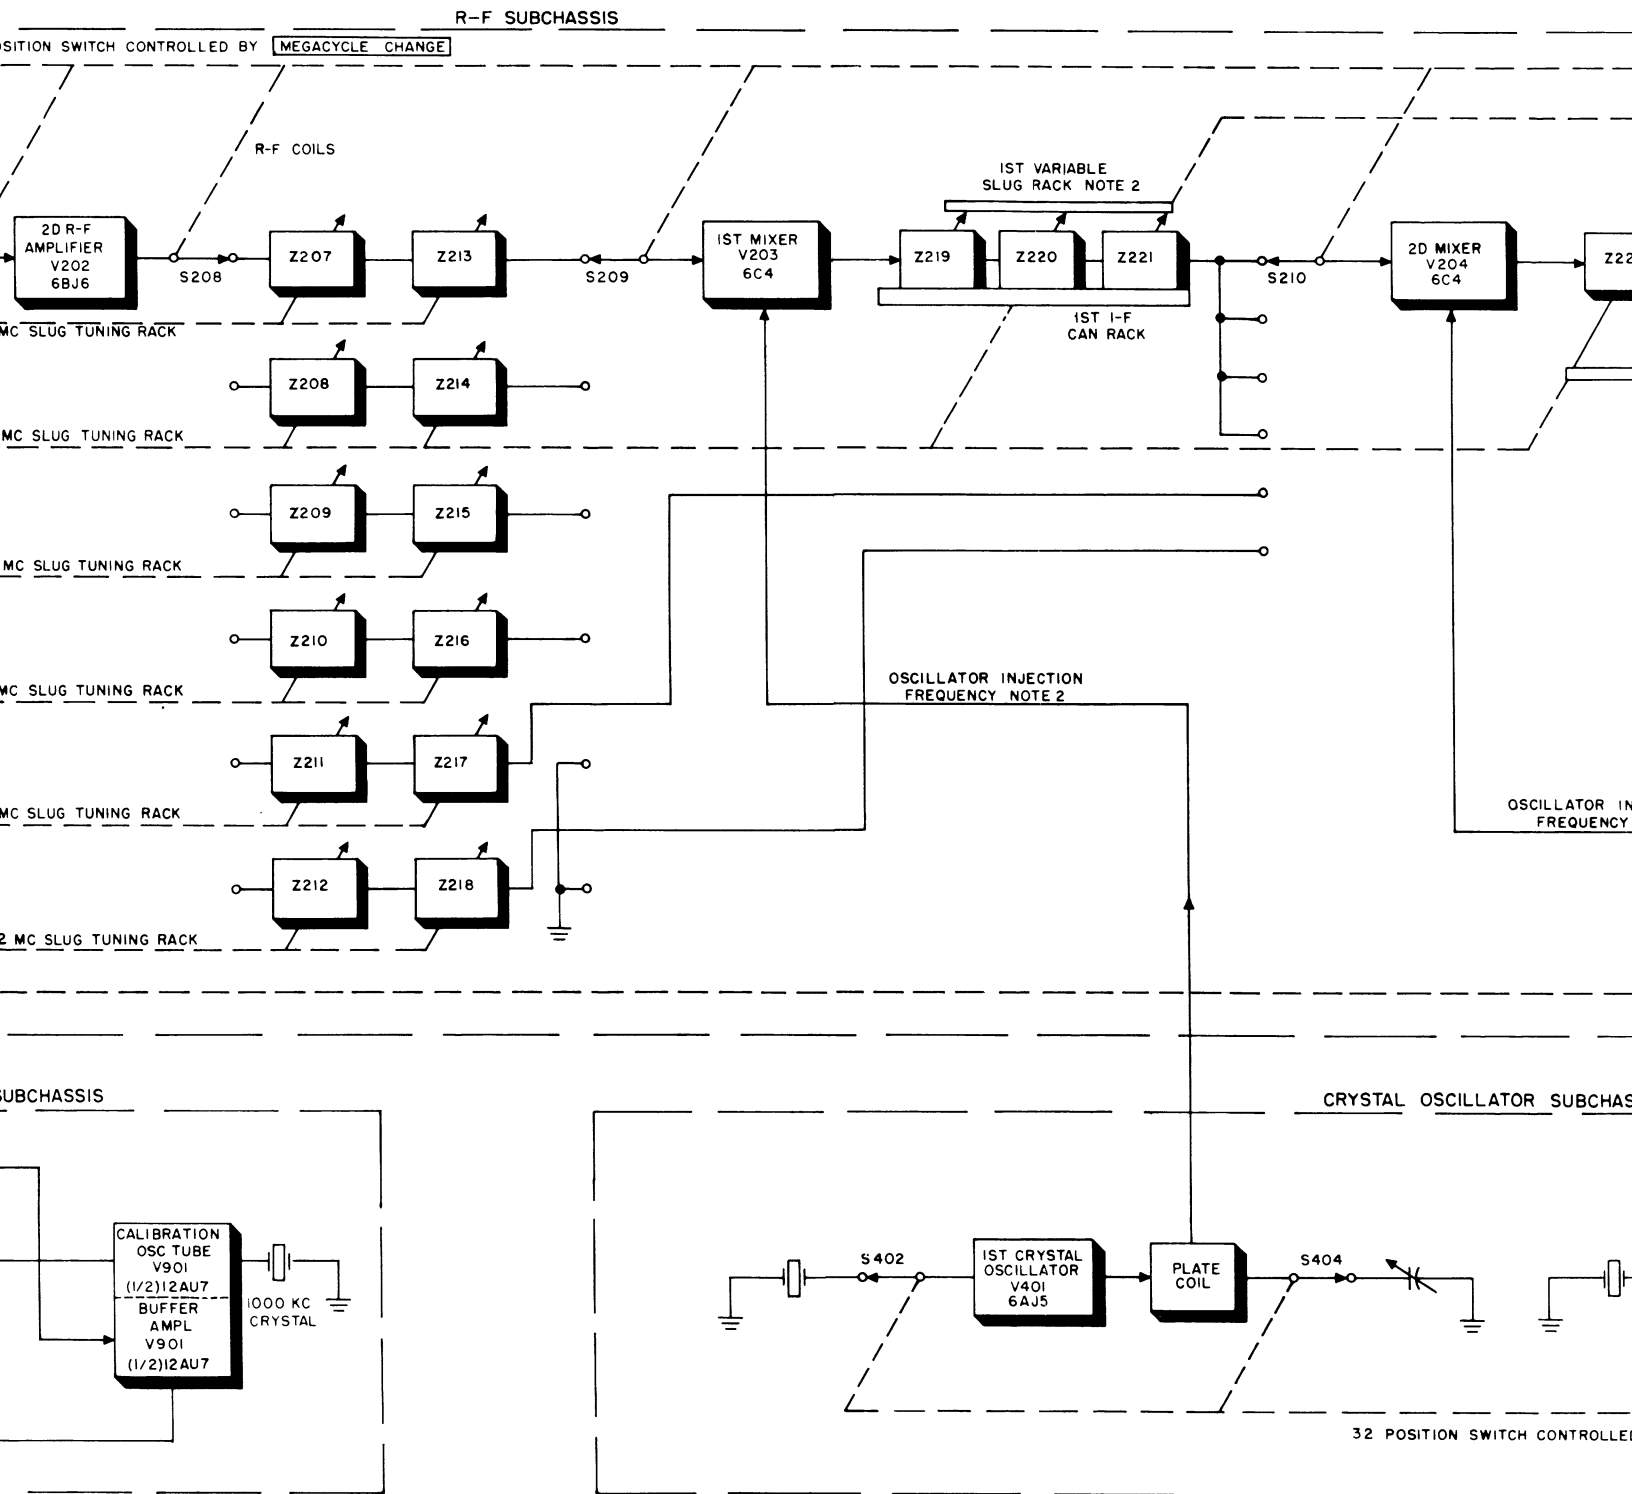 R-F SUBCHASSIS
OSITION SWITCH CONTROLLED BY MEGACYCLE CHANGE
R-F COILS
1ST VARIABLE
SLUG RACK NOTE 2
2D R-F
AMPLIFIER
V202
6BJ6
S208
Z207
Z213
S209
1ST MIXER
V203
6C4
Z219
Z220
Z221
S210
2D MIXER
V204
6C4
Z22
1ST I-F
CAN RACK
MC SLUG TUNING RACK
Z208
Z214
MC SLUG TUNING RACK
Z209
Z215
MC SLUG TUNING RACK
Z210
Z216
MC SLUG TUNING RACK
OSCILLATOR INJECTION
FREQUENCY NOTE 2
Z211
Z217
MC SLUG TUNING RACK
OSCILLATOR IN
FREQUENCY
Z212
Z218
2 MC SLUG TUNING RACK
SUBCHASSIS
CRYSTAL OSCILLATOR SUBCHAS
CALIBRATION
OSC TUBE
V901
(1/2)12AU7
BUFFER
AMPL
V901
(1/2)12AU7
1000 KC
CRYSTAL
S402
1ST CRYSTAL
OSCILLATOR
V401
6AJ5
PLATE
COIL
S404
32 POSITION SWITCH CONTROLLED